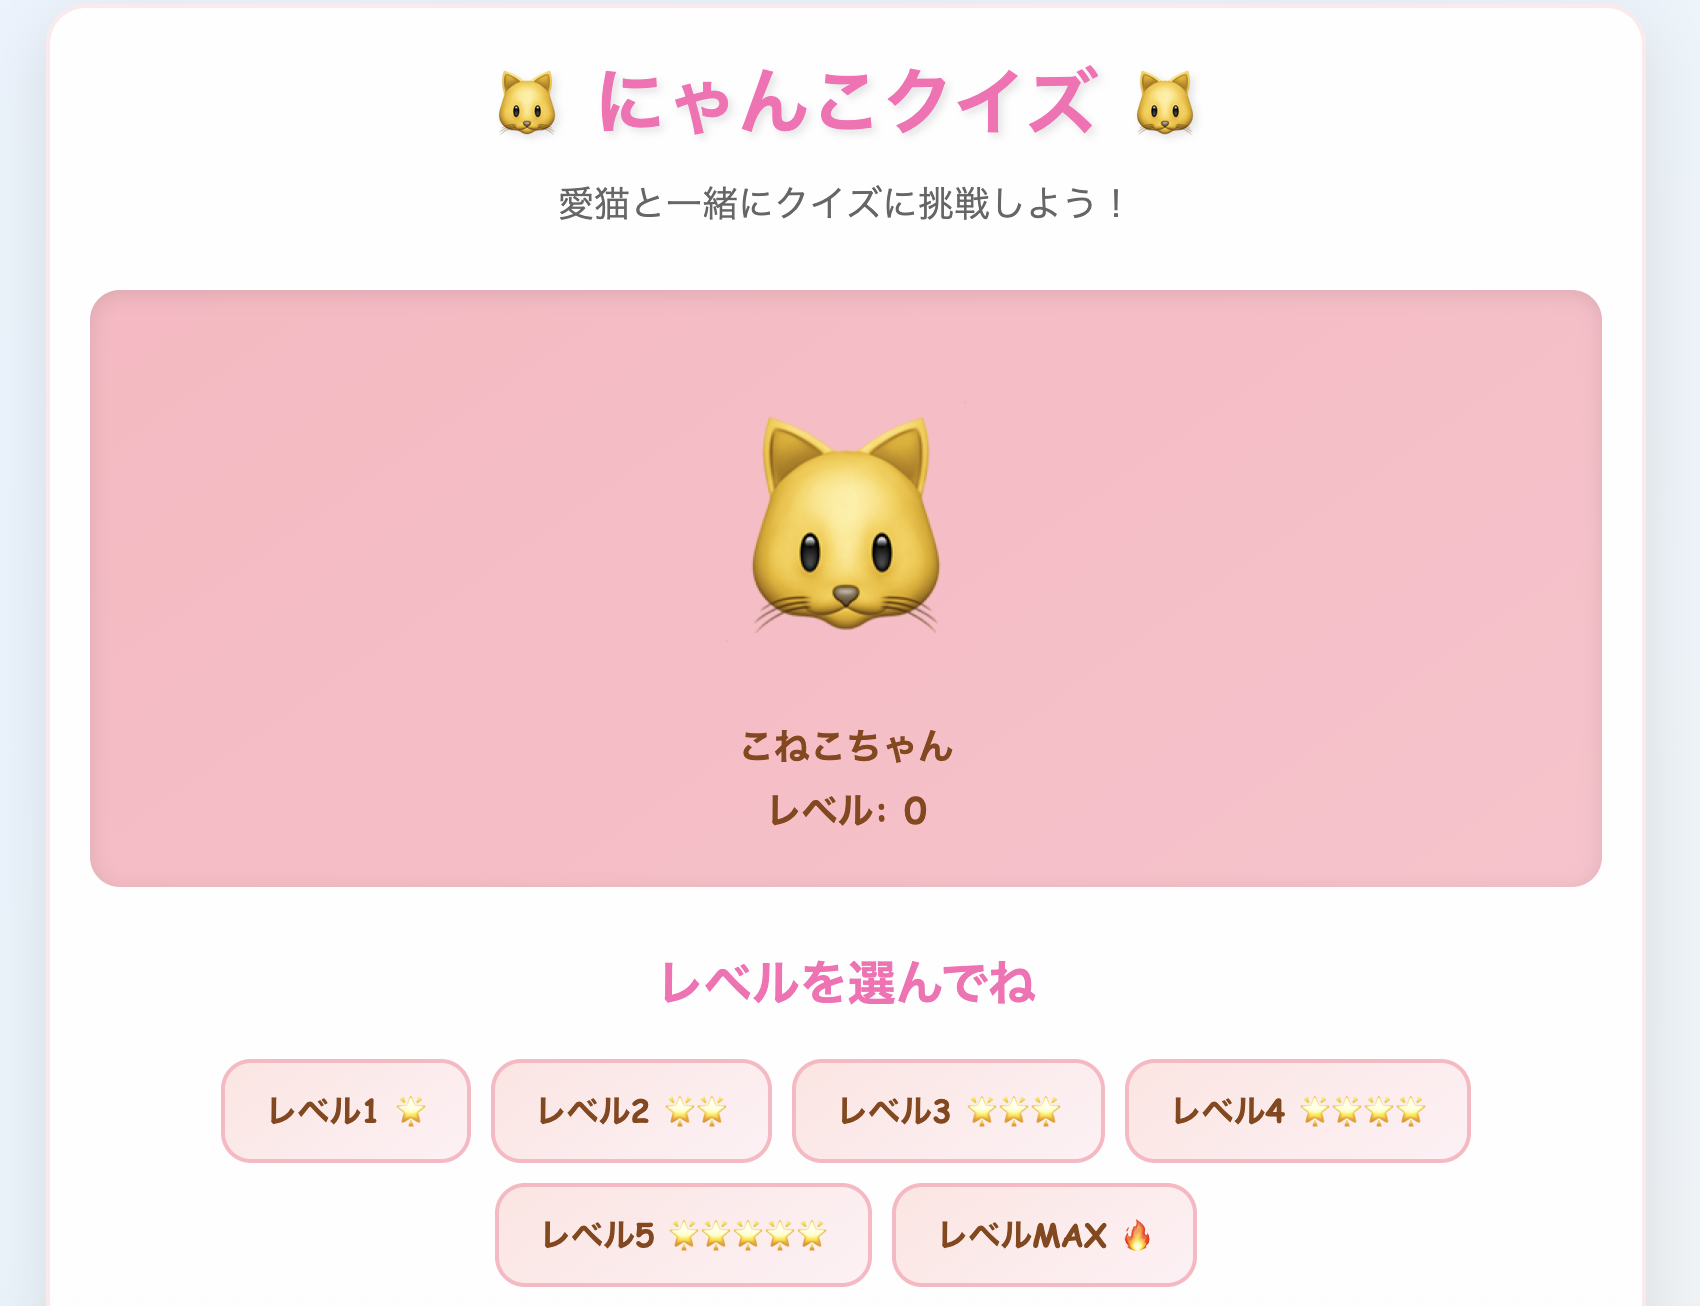 🐱 にゃんこクイズ 🐱
愛猫と一緒にクイズに挑戦しよう！
こねこちゃん
レベル: 0
レベルを選んでね
レベル1 🌟
レベル2 🌟🌟
レベル3 🌟🌟🌟
レベル4 🌟🌟🌟🌟
レベル5 🌟🌟🌟🌟🌟
レベルMAX 🔥